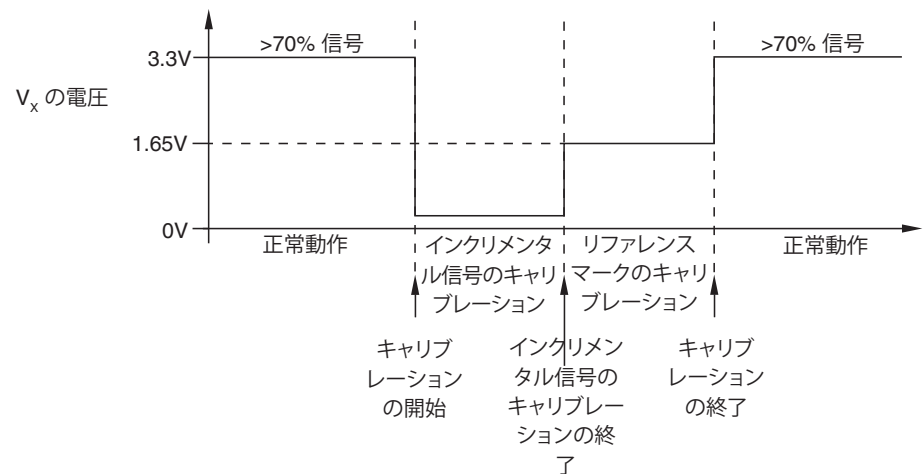 >70% 信号
>70% 信号
3.3V
Vx の電圧
1.65V
0V
正常動作
インクリメンタ
ル信号のキャリ
ブレーション
リファレンス
マークのキャリ
ブレーション
正常動作
キャリブ
レーション
の開始
インクリメン
タル信号の
キャリブレー
ションの終
了
キャリブ
レーション
の終了